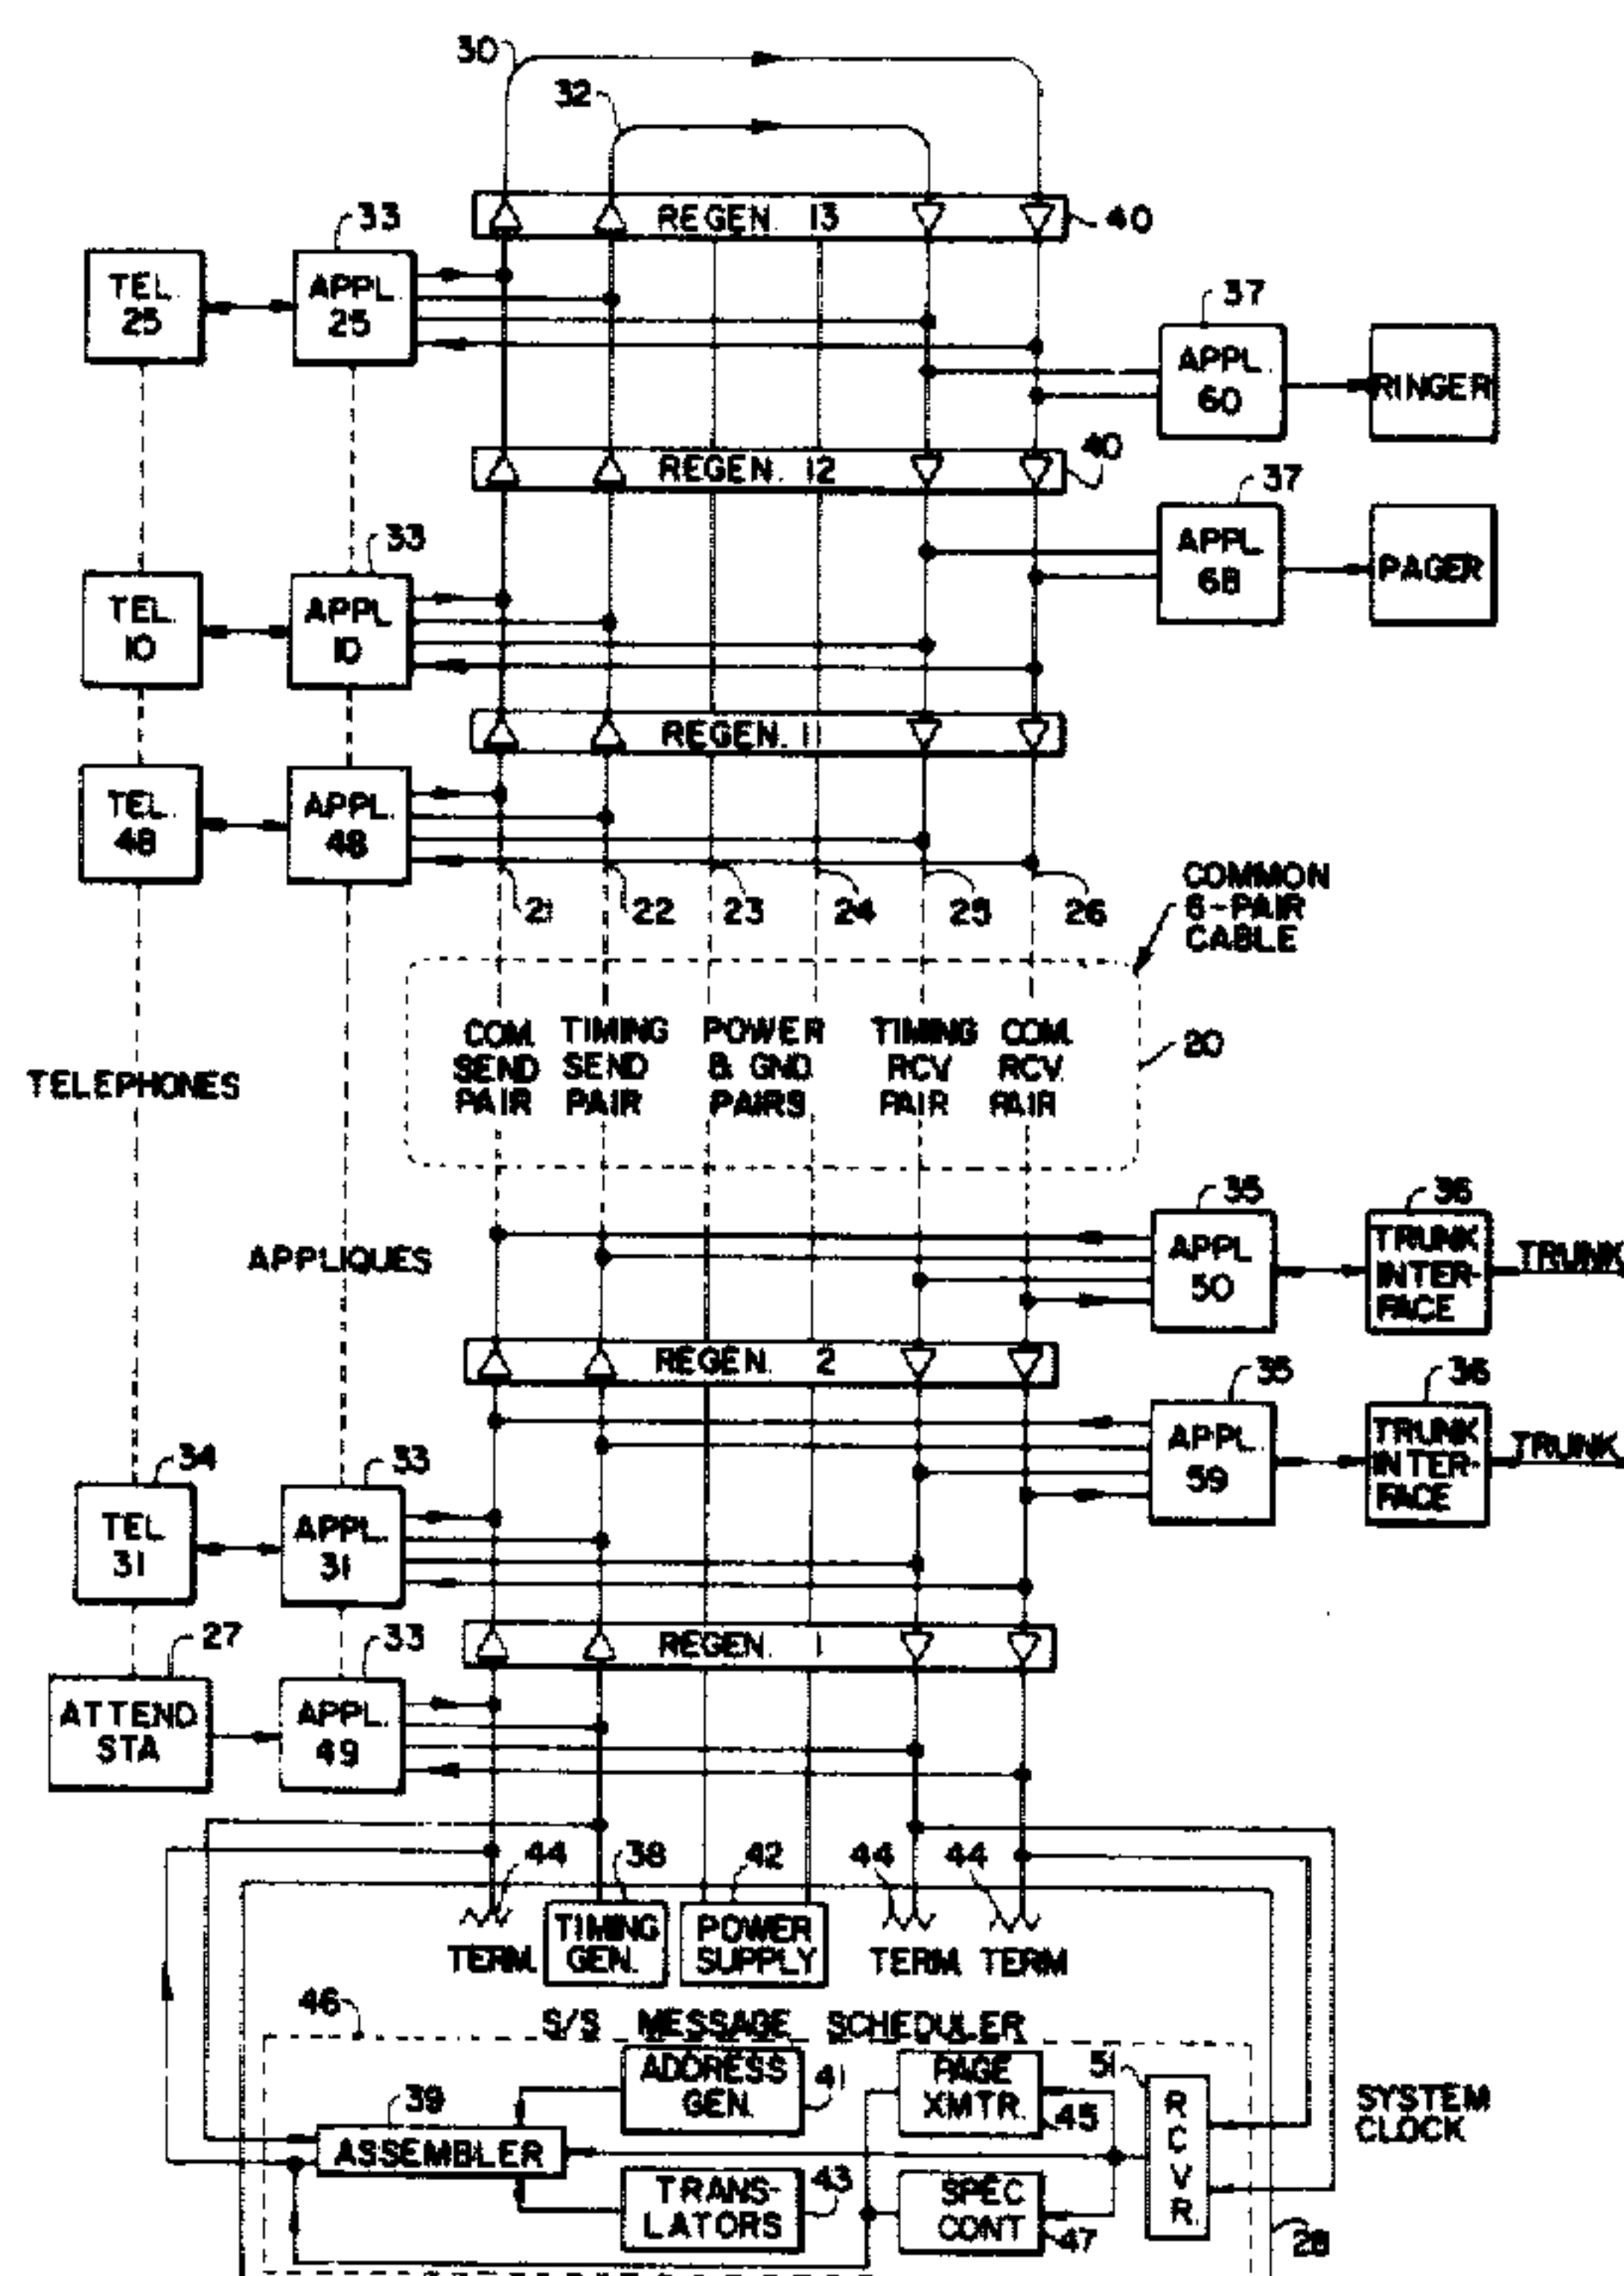 30
32
REGEN. 13
40
33
TEL.
25
APPL.
25
37
APPL.
60
RINGER
REGEN. 12
40
37
APPL.
68
PAGER
33
TEL.
10
APPL.
10
REGEN. 11
TEL.
48
APPL.
48
21
22
23
24
25
26
COMMON
6-PAIR
CABLE
COM.
SEND
PAIR
TIMING
SEND
PAIR
POWER
& GND
PAIRS
TIMING
RCV
PAIR
COM.
RCV.
PAIR
20
TELEPHONES
APPLIQUES
35
APPL.
50
36
TRUNK
INTER-
FACE
TRUNK
REGEN. 2
35
APPL.
59
36
TRUNK
INTER-
FACE
TRUNK
34
TEL.
31
33
APPL.
31
REGEN. 1
27
ATTEND
STA
33
APPL.
49
44
TERM.
38
TIMING
GEN.
42
POWER
SUPPLY
44
TERM.
44
TERM
46
S/S MESSAGE SCHEDULER
ADDRESS
GEN.
41
PAGE
XMTR.
45
51
RCVR.
SYSTEM
CLOCK
39
ASSEMBLER
TRANS-
LATORS
43
SPEC
CONT
47
28